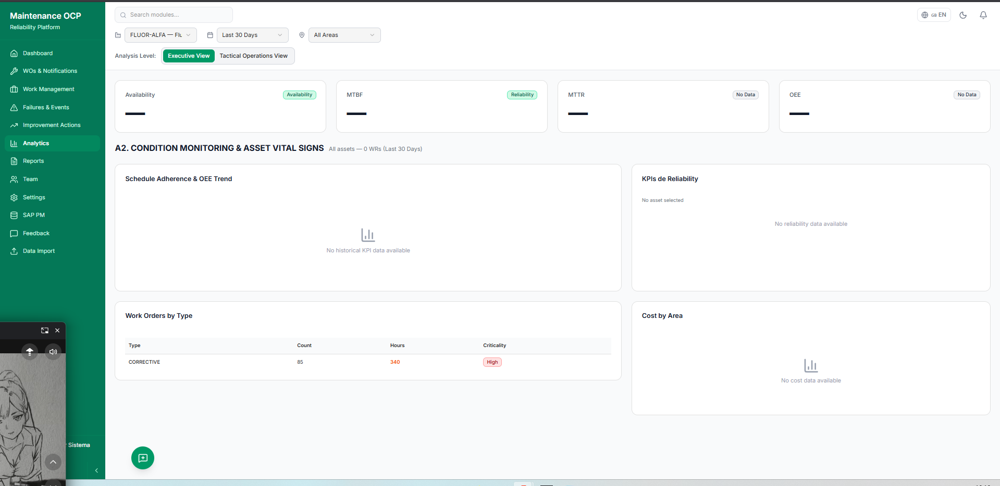 Maintenance OCP
Reliability Platform
Dashboard
WOs & Notifications
Work Management
Failures & Events
Improvement Actions
Analytics
Reports
Team
Settings
SAP PM
Feedback
Data Import
Sistema
Search modules...
GB EN
FLUOR-ALFA — Flu
Last 30 Days
All Areas
Analysis Level:
Executive View
Tactical Operations View
Availability
Availability
—
MTBF
Reliability
—
MTTR
No Data
—
OEE
No Data
—
A2. CONDITION MONITORING & ASSET VITAL SIGNS All assets — 0 WRs (Last 30 Days)
Schedule Adherence & OEE Trend
No historical KPI data available
KPIs de Reliability
No asset selected
No reliability data available
Work Orders by Type
Type Count Hours Criticality
CORRECTIVE 85 340 High
Cost by Area
No cost data available